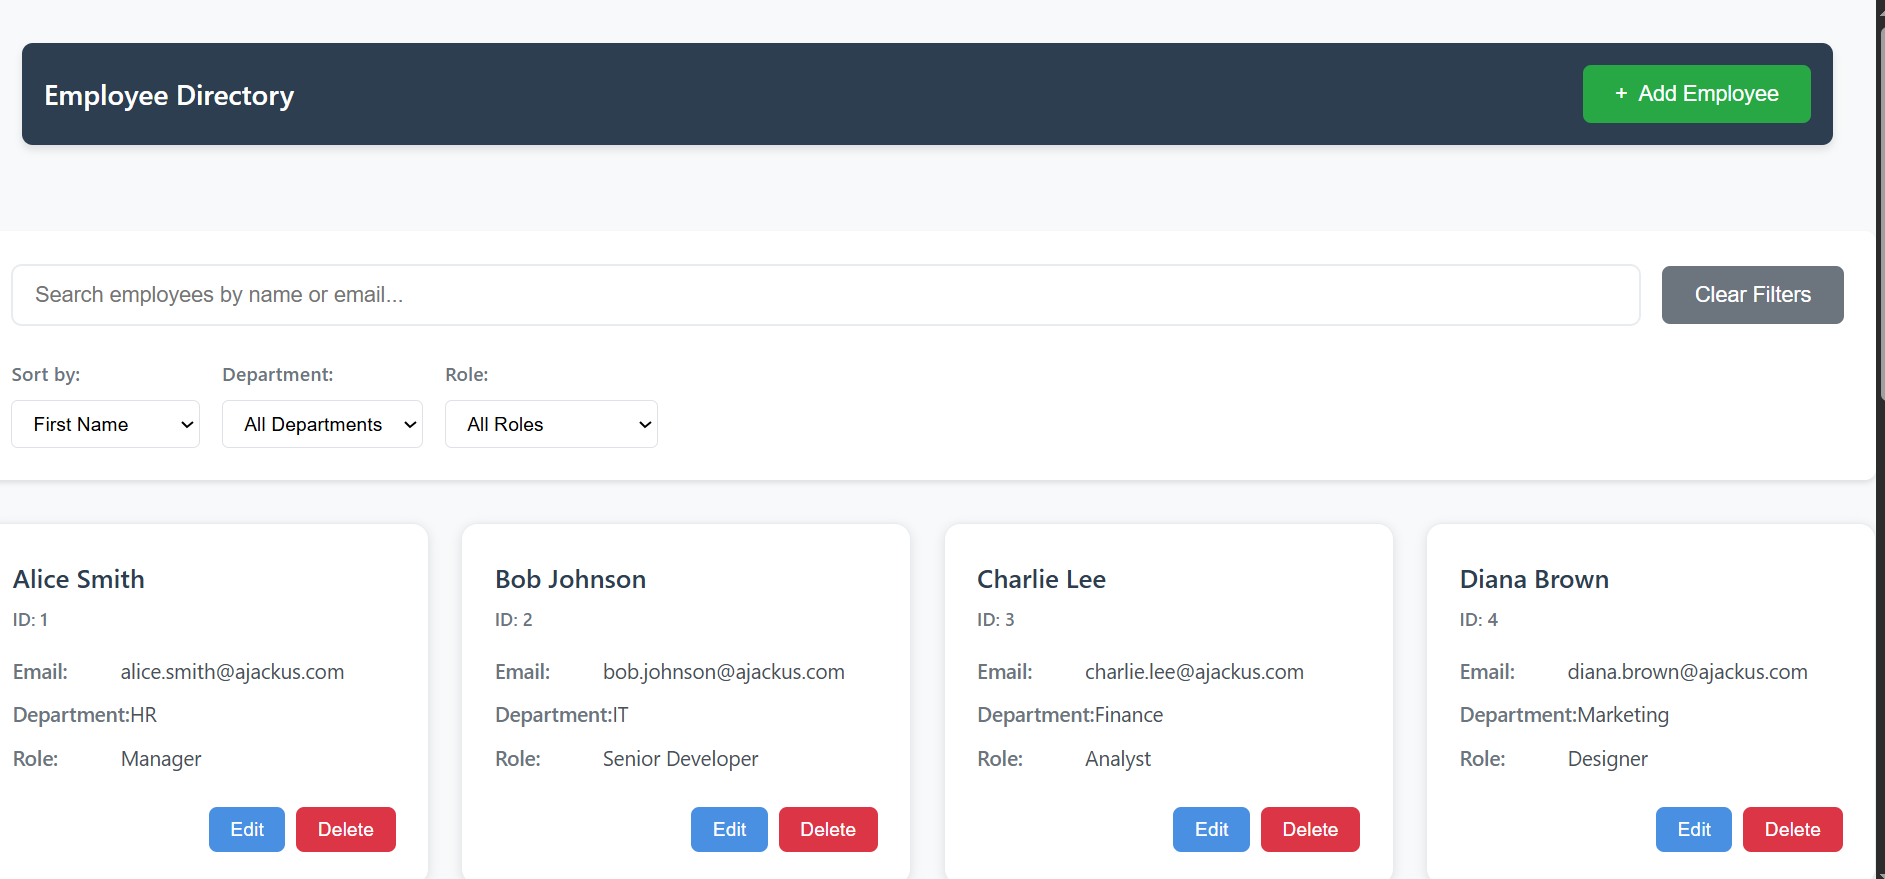 Employee Directory
+ Add Employee
Search employees by name or email...
Clear Filters
Sort by: Department: Role:
First Name All Departments All Roles
Alice Smith
ID: 1
Email: alice.smith@ajackus.com
Department:HR
Role: Manager
Edit Delete
Bob Johnson
ID: 2
Email: bob.johnson@ajackus.com
Department:IT
Role: Senior Developer
Edit Delete
Charlie Lee
ID: 3
Email: charlie.lee@ajackus.com
Department:Finance
Role: Analyst
Edit Delete
Diana Brown
ID: 4
Email: diana.brown@ajackus.com
Department:Marketing
Role: Designer
Edit Delete